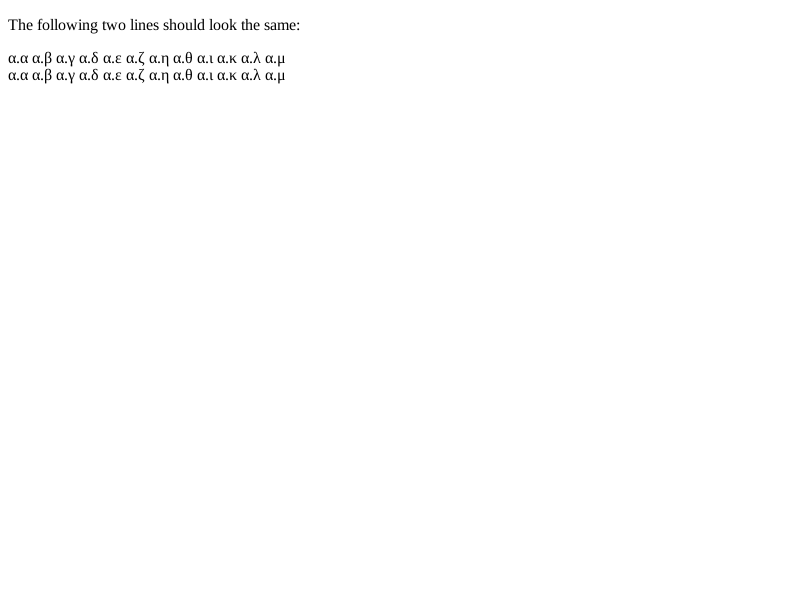 The following two lines should look the same:
α.α α.β α.γ α.δ α.ε α.ζ α.η α.θ α.ι α.κ α.λ α.μ
α.α α.β α.γ α.δ α.ε α.ζ α.η α.θ α.ι α.κ α.λ α.μ